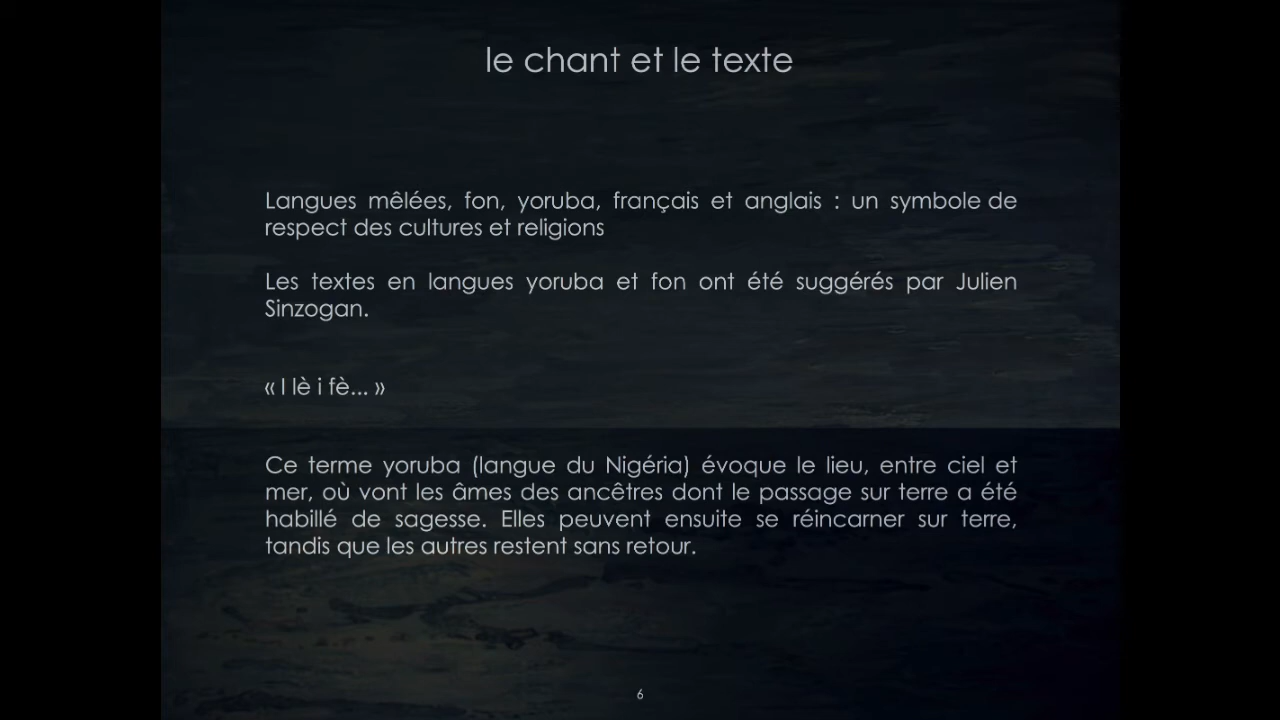 le chant et le texte
Langues mêlées, fon, yoruba, français et anglais : un symbole de
respect des cultures et religions
Les textes en langues yoruba et fon ont été suggérés par Julien
Sinzogan.
« I lè i fè... »
Ce terme yoruba (langue du Nigéria) évoque le lieu, entre ciel et
mer, où vont les âmes des ancêtres dont le passage sur terre a été
habillé de sagesse. Elles peuvent ensuite se réincarner sur terre,
tandis que les autres restent sans retour.
6